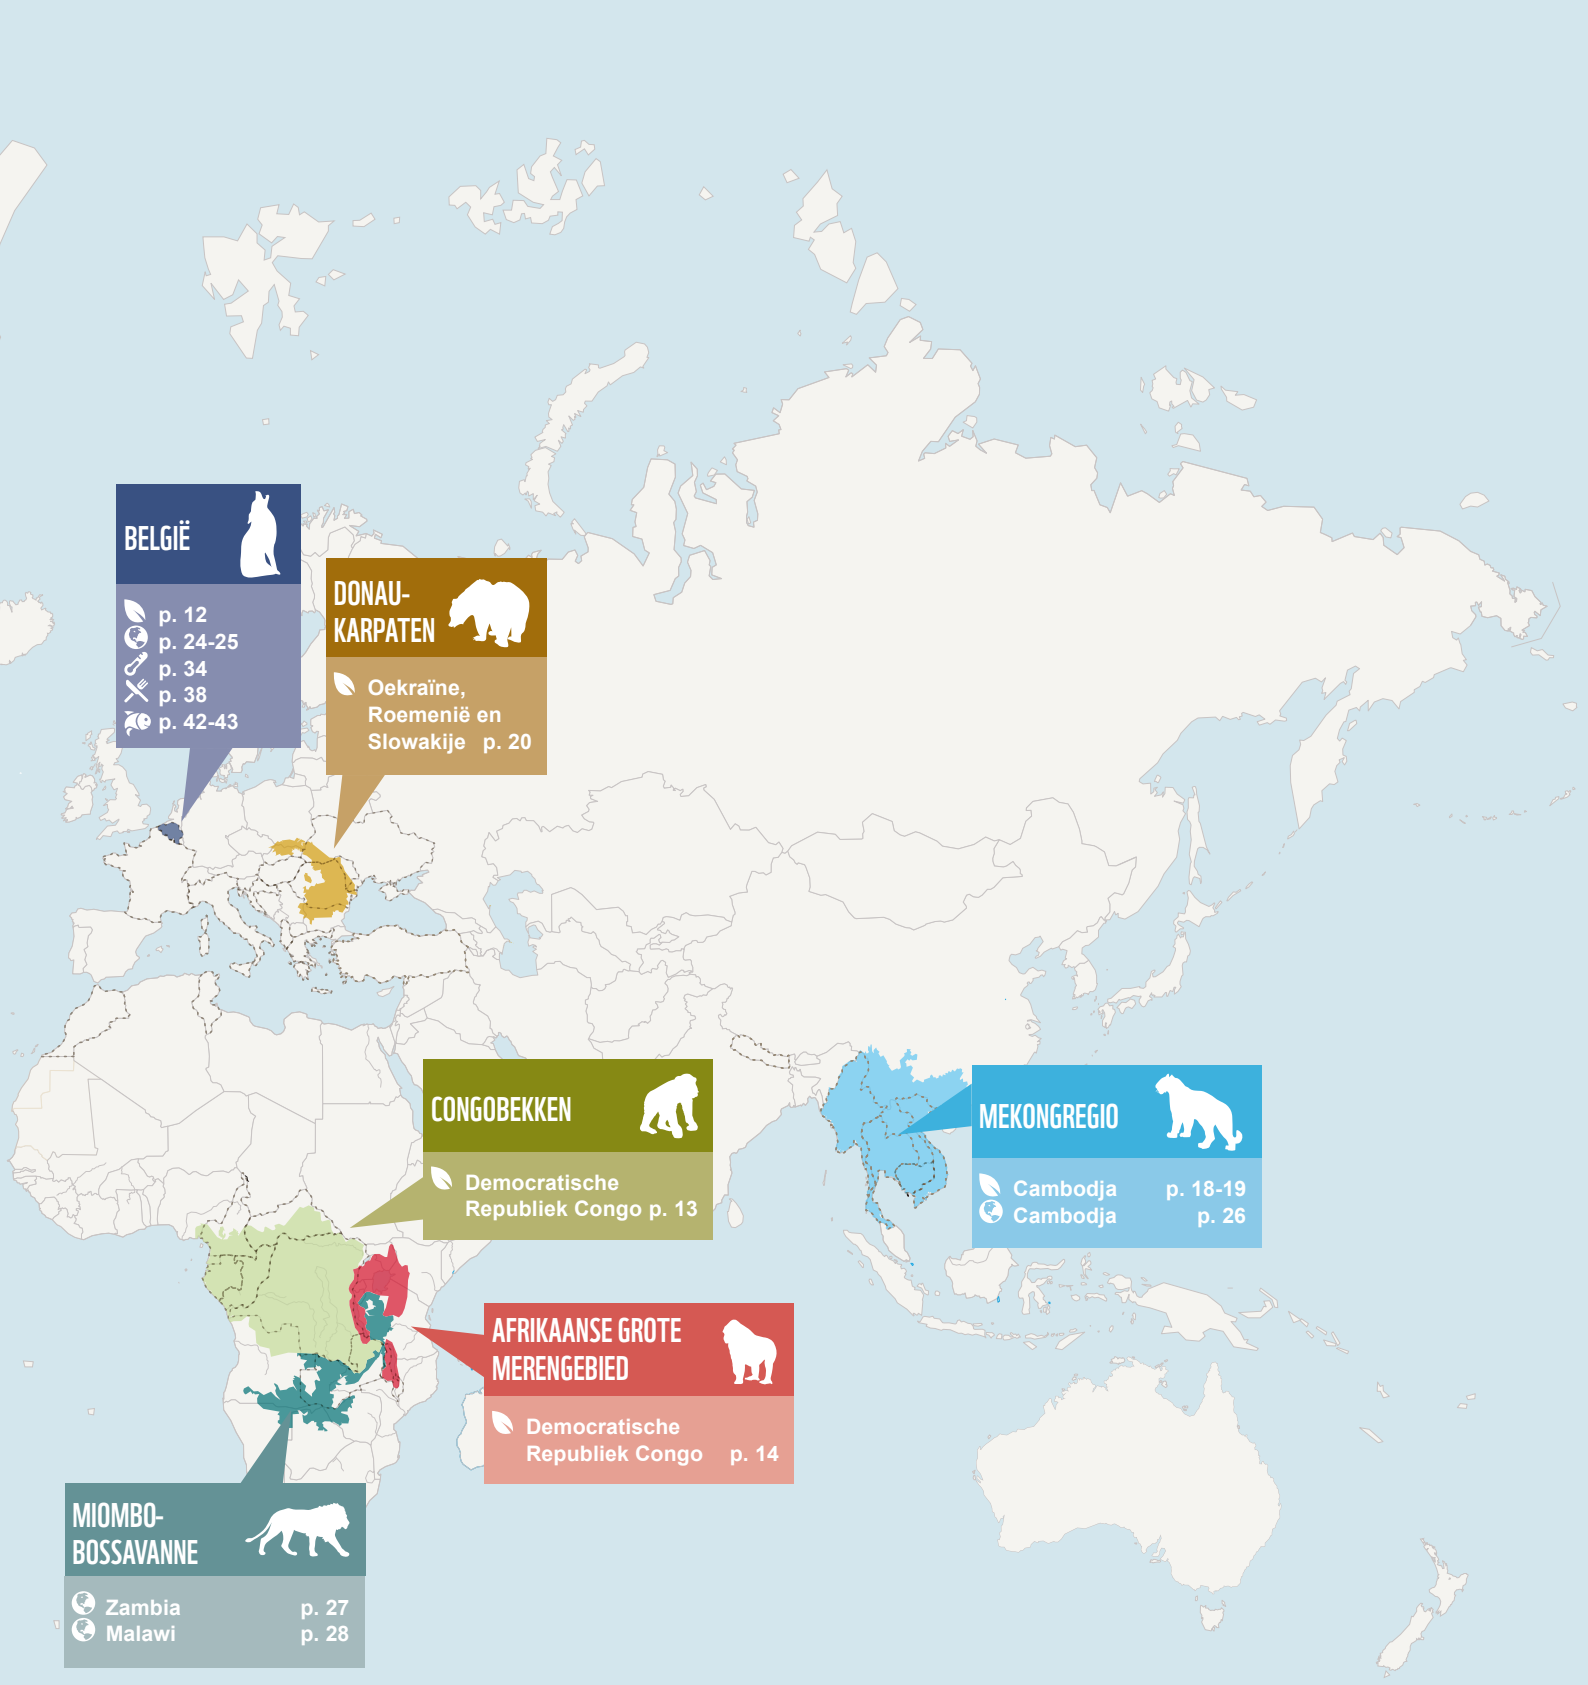 BELGIË
p. 12
p. 24-25
p. 34
p. 38
p. 42-43
DONAU-
KARPATEN
Oekraïne,
Roemenië en
Slowakije p. 20
CONGOBEKKEN
Democratische
Republiek Congo p. 13
MEKONGREGIO
Cambodja p. 18-19
Cambodja p. 26
AFRIKAANSE GROTE
MERENGEBIED
Democratische
Republiek Congo p. 14
MIOMBO-
BOSSAVANNE
Zambia p. 27
Malawi p. 28